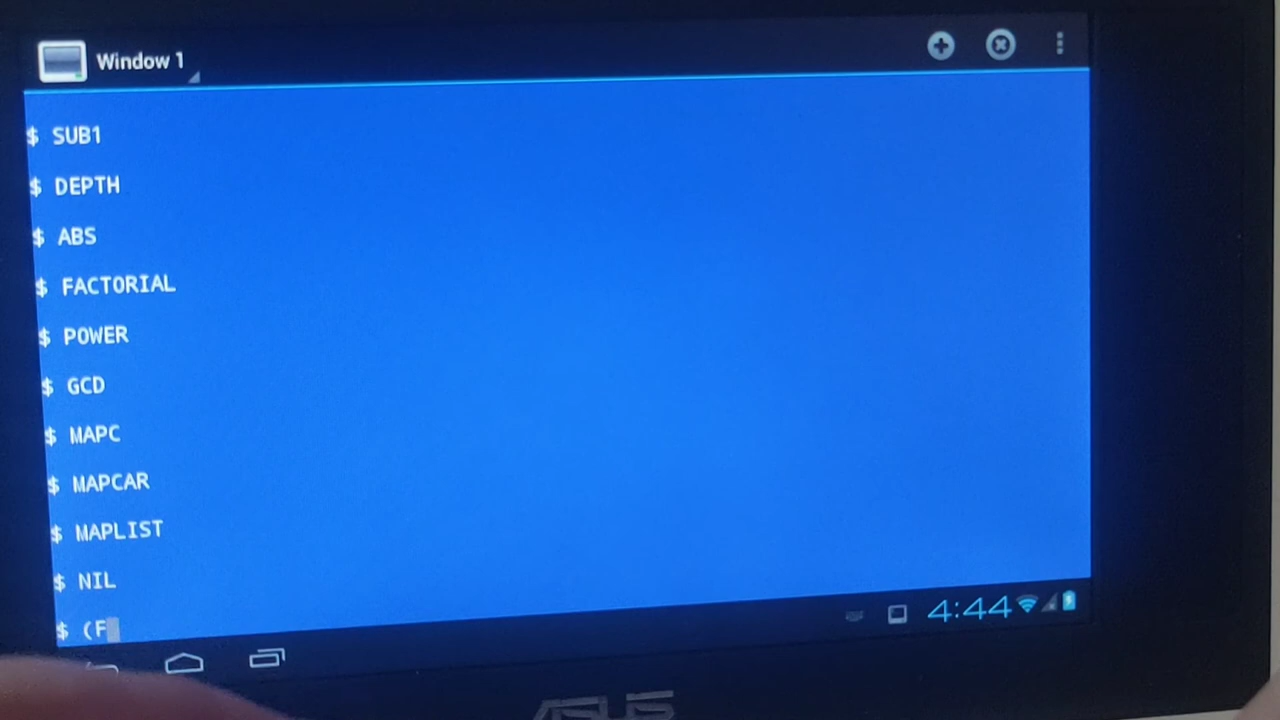 Window 1
$ SUB1
$ DEPTH
$ ABS
$ FACTORIAL
$ POWER
$ GCD
$ MAPC
$ MAPCAR
$ MAPLIST
$ NIL
$ (F
4:44
ASUS